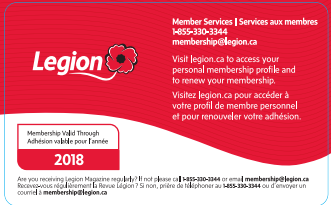 Legion
Member Services | Services aux membres
1-855-330-3344
membership@legion.ca
Visit legion.ca to access your
personal membership profile and
to renew your membership.
Visitez legion.ca pour accéder à
votre profil de membre personnel
et pour renouveler votre adhésion.
Membership Valid Through
Adhésion valable pour l'année
2018
Are you receiving Legion Magazine regularly? If not please call 1-855-330-3344 or email membership@legion.ca
Recevez-vous régulièrement la Revue Légion? Si non, prière de téléphoner au 1-855-330-3344 ou d'envoyer un
courriel à membership@legion.ca